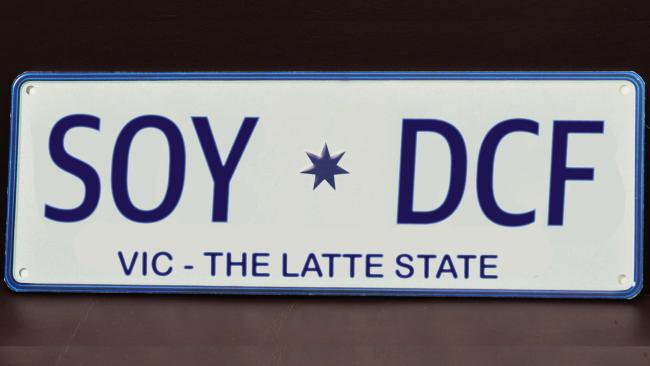 SOY DCF
VIC - THE LATTE STATE